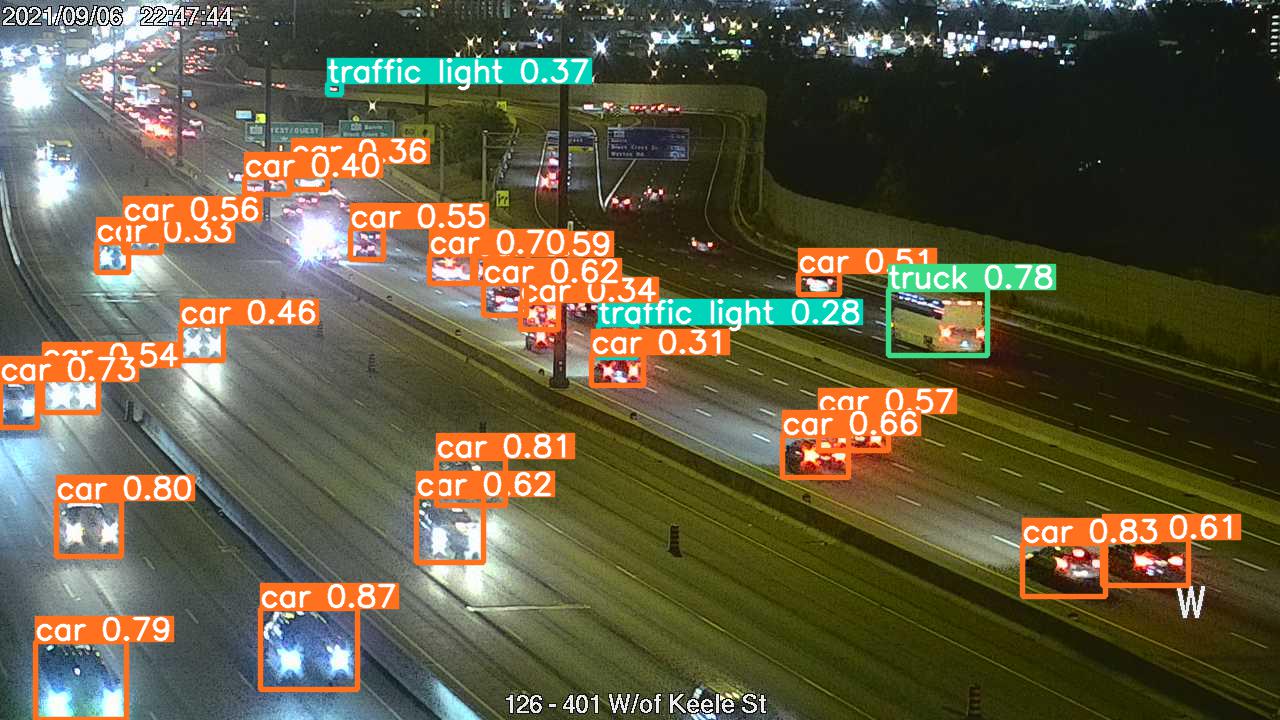 2021/09/06 22:47:44
traffic light 0.37
EST/OUEST
car 0.40
.36
car 0.56
car 0.33
car 0.55
car 0.70
.59
car 0.62
car 0.34
car 0.51
truck 0.78
car 0.46
traffic light 0.28
car 0.31
car 0.54
car 0.73
car 0.57
car 0.66
car 0.81
car 0.62
car 0.80
car 0.83
0.61
W
car 0.87
car 0.79
126 - 401 W/of Keele St